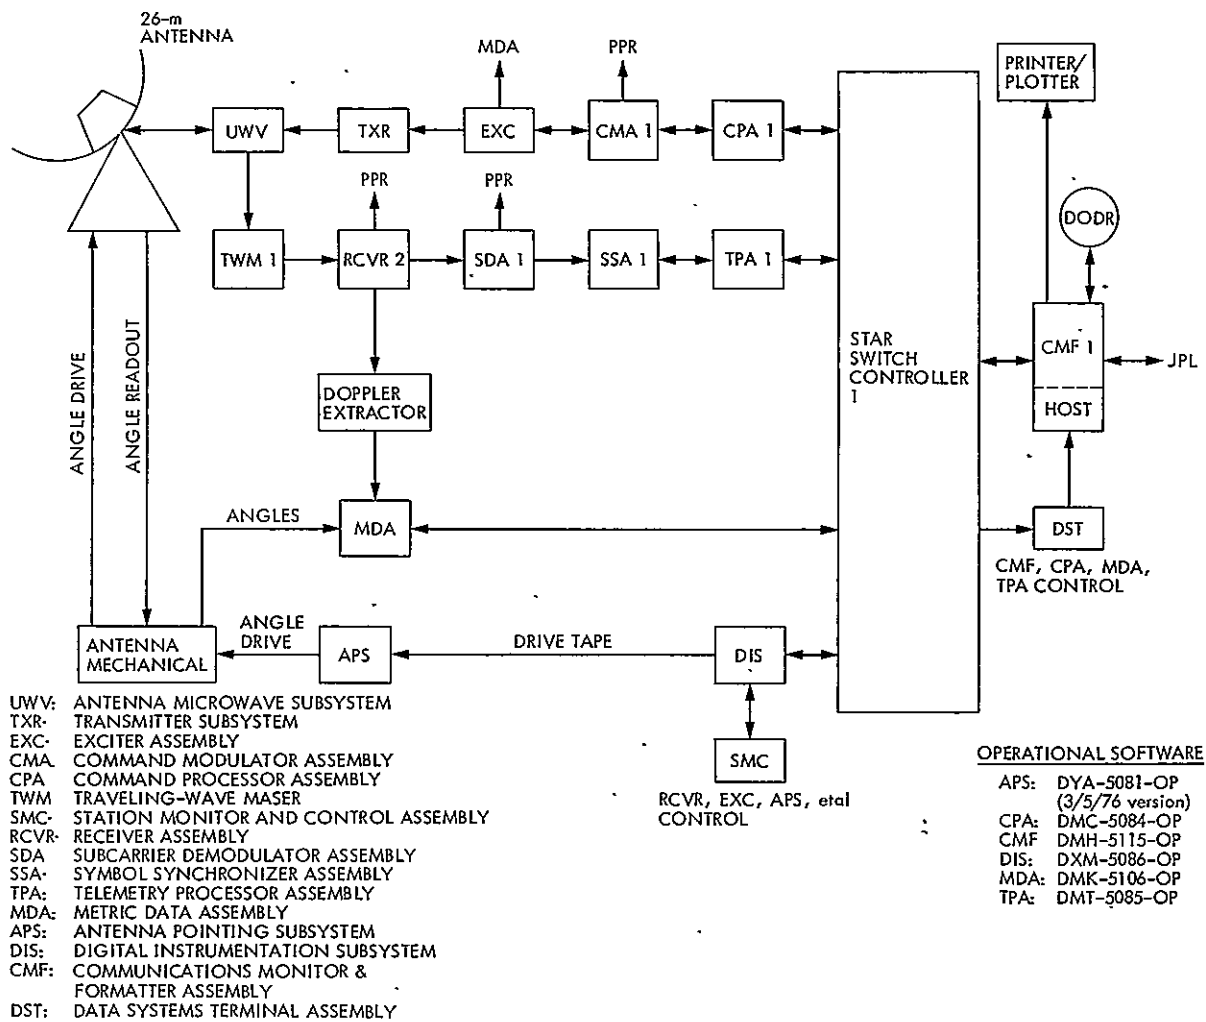 26-m
ANTENNA
MDA
PPR
PRINTER/
PLOTTER
UWV
TXR
EXC
CMA 1
CPA 1
PPR
PPR
DODR
TWM 1
RCVR 2
SDA 1
SSA 1
TPA 1
STAR
SWITCH
CONTROLLER
1
CMF 1
JPL
HOST
ANGLE DRIVE
ANGLE READOUT
DOPPLER
EXTRACTOR
ANGLES
MDA
DST
CMF, CPA, MDA,
TPA CONTROL
ANTENNA
MECHANICAL
ANGLE
DRIVE
APS
DRIVE TAPE
DIS
SMC
RCVR, EXC, APS, etal
CONTROL
UWV: ANTENNA MICROWAVE SUBSYSTEM
TXR· TRANSMITTER SUBSYSTEM
EXC· EXCITER ASSEMBLY
CMA. COMMAND MODULATOR ASSEMBLY
CPA COMMAND PROCESSOR ASSEMBLY
TWM TRAVELING-WAVE MASER
SMC· STATION MONITOR AND CONTROL ASSEMBLY
RCVR· RECEIVER ASSEMBLY
SDA SUBCARRIER DEMODULATOR ASSEMBLY
SSA· SYMBOL SYNCHRONIZER ASSEMBLY
TPA: TELEMETRY PROCESSOR ASSEMBLY
MDA: METRIC DATA ASSEMBLY
APS: ANTENNA POINTING SUBSYSTEM
DIS: DIGITAL INSTRUMENTATION SUBSYSTEM
CMF: COMMUNICATIONS MONITOR &
FORMATTER ASSEMBLY
DST: DATA SYSTEMS TERMINAL ASSEMBLY
OPERATIONAL SOFTWARE
APS: DYA-5081-OP
(3/5/76 version)
CPA: DMC-5084-OP
CMF DMH-5115-OP
DIS: DXM-5086-OP
MDA: DMK-5106-OP
TPA: DMT-5085-OP